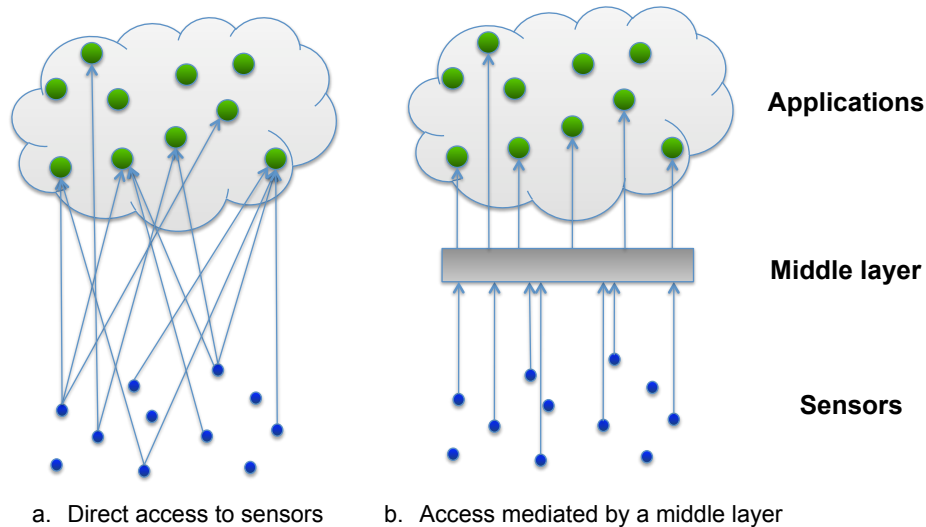 Applications
Middle layer
Sensors
a. Direct access to sensors
b. Access mediated by a middle layer